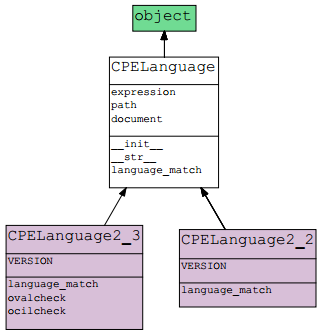 object
CPELanguage
expression
path
document
__init__
__str__
language_match
CPELanguage2_3
VERSION
language_match
ovalcheck
ocilcheck
CPELanguage2_2
VERSION
language_match